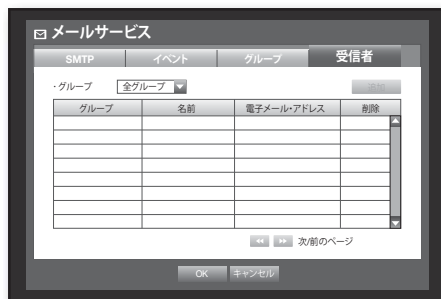 メールサービス
SMTP イベント グループ 受信者
・グループ 全グループ 追加
グループ 名前 電子メール・アドレス 削除
次/前のページ
OK キャンセル